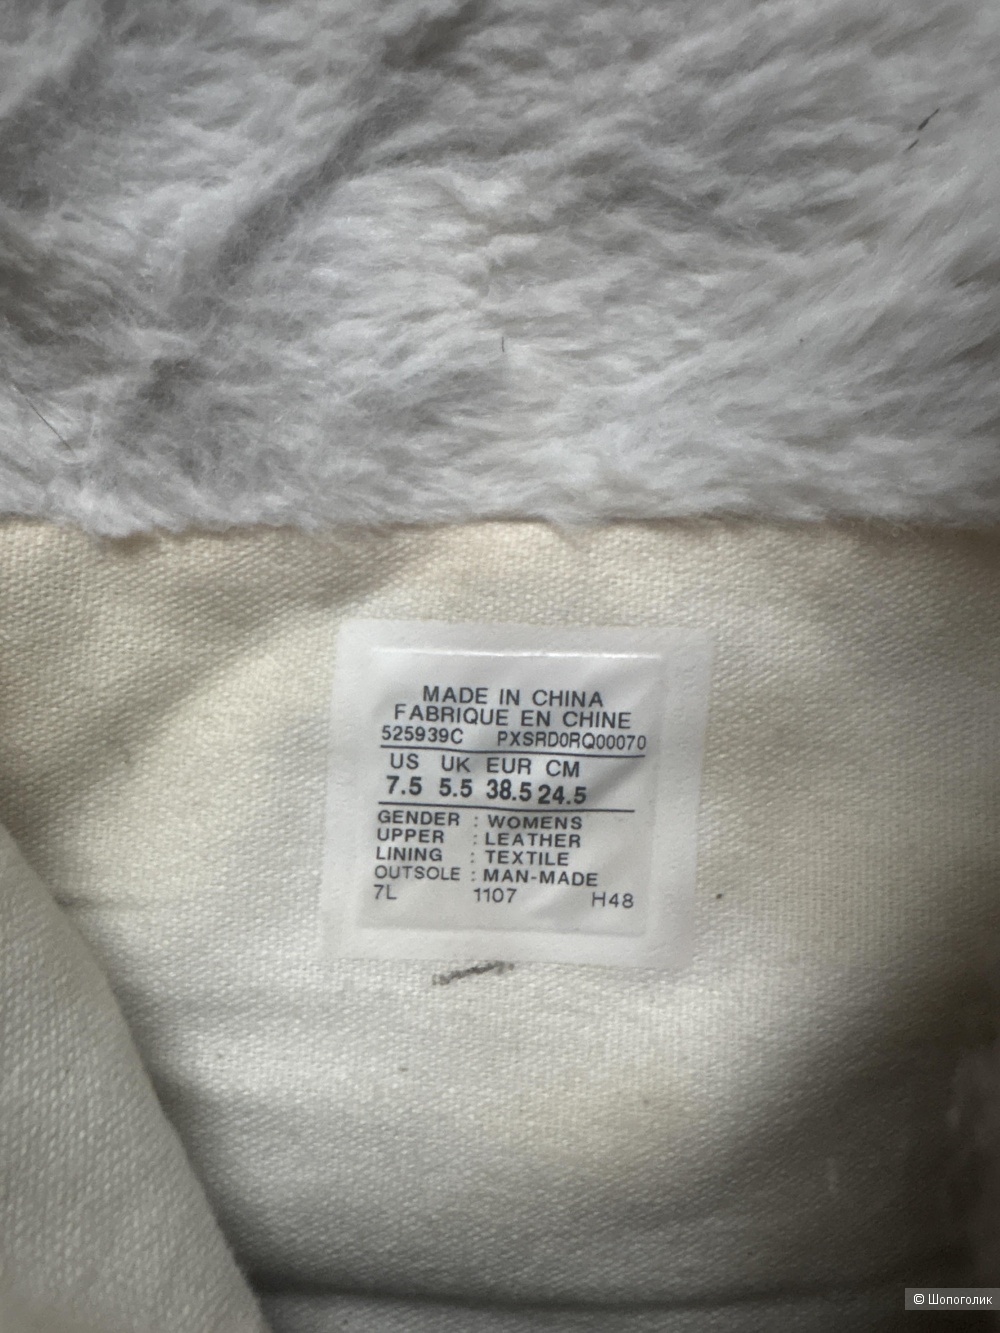 MADE IN CHINA
FABRIQUE EN CHINE
525939C PXSRD0RQ00070
US UK EUR CM
7.5 5.5 38.5 24.5
GENDER : WOMENS
UPPER : LEATHER
LINING : TEXTILE
OUTSOLE : MAN-MADE
7L 1107 H48
© Шопоголик